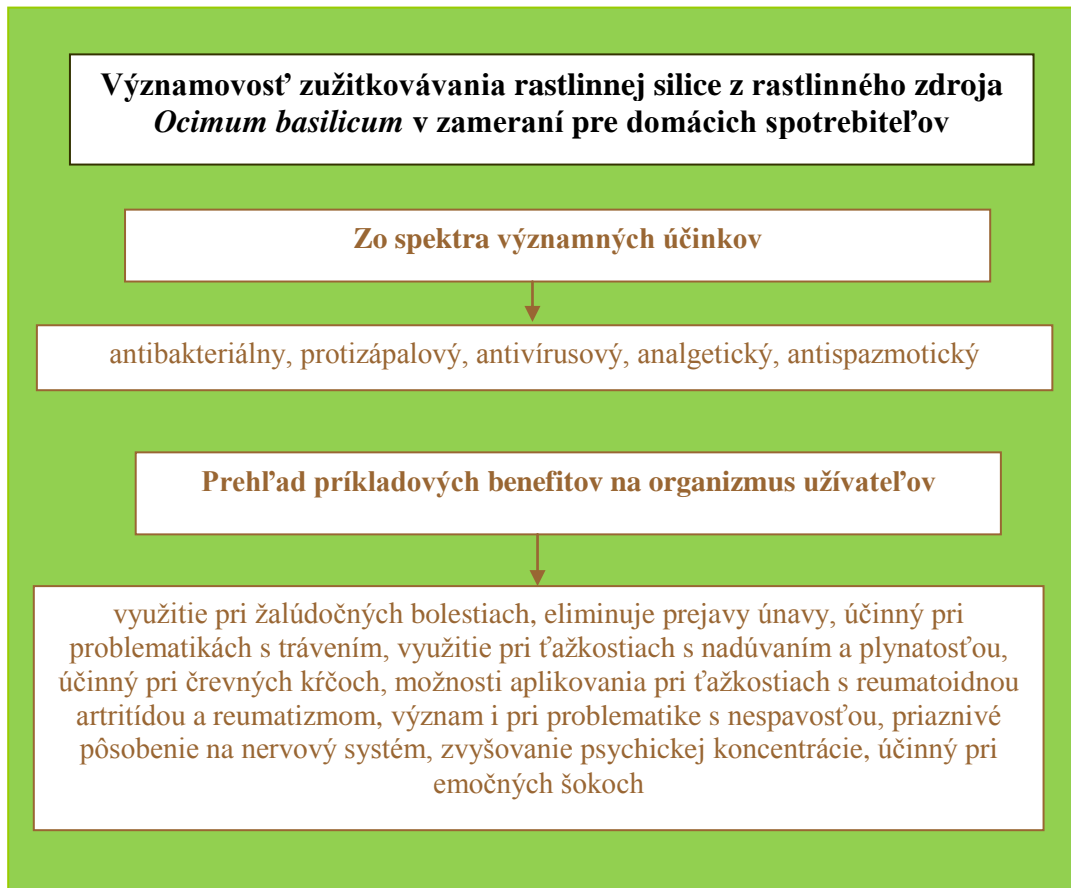 Významovosť zužitkovávania rastlinnej silice z rastlinného zdroja
Ocimum basilicum v zameraní pre domácich spotrebiteľov
Zo spektra významných účinkov
antibakteriálny, protizápalový, antivírusový, analgetický, antispazmotický
Prehľad príkladových benefitov na organizmus užívateľov
využitie pri žalúdočných bolestiach, eliminuje prejavy únavy, účinný pri
problematikách s trávením, využitie pri ťažkostiach s nadúvaním a plynatosťou,
účinný pri črevných kŕčoch, možnosti aplikovania pri ťažkostiach s reumatoidnou
artritídou a reumatizmom, význam i pri problematike s nespavosťou, priaznivé
pôsobenie na nervový systém, zvyšovanie psychickej koncentrácie, účinný pri
emočných šokoch